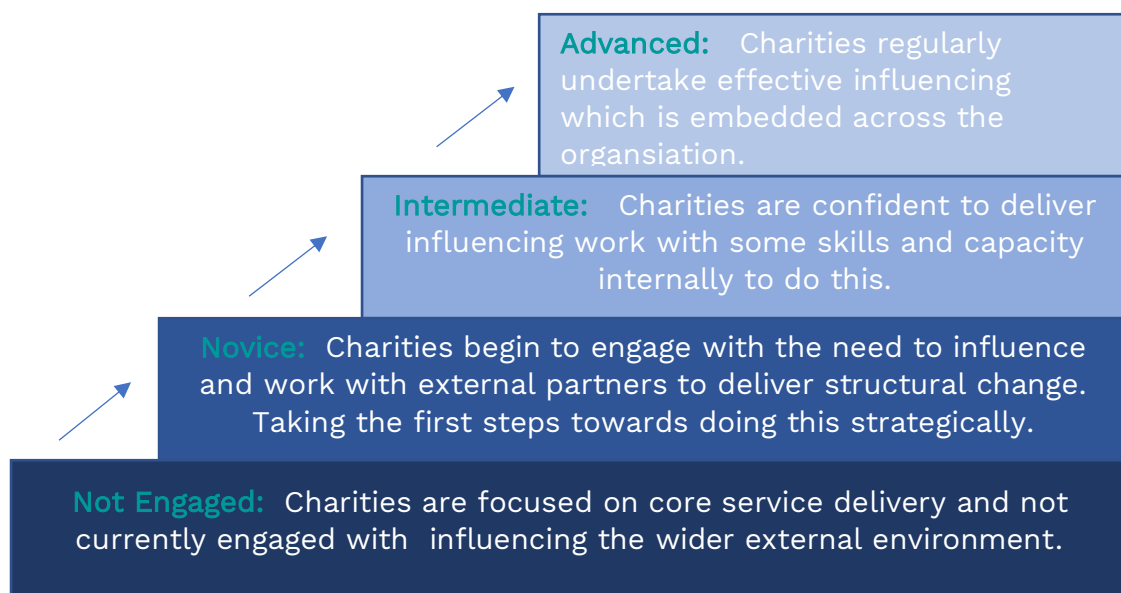 Advanced: Charities regularly
undertake effective influencing
which is embedded across the
organsiation.
Intermediate: Charities are confident to deliver
influencing work with some skills and capacity
internally to do this.
Novice: Charities begin to engage with the need to influence
and work with external partners to deliver structural change.
Taking the first steps towards doing this strategically.
Not Engaged: Charities are focused on core service delivery and not
currently engaged with influencing the wider external environment.